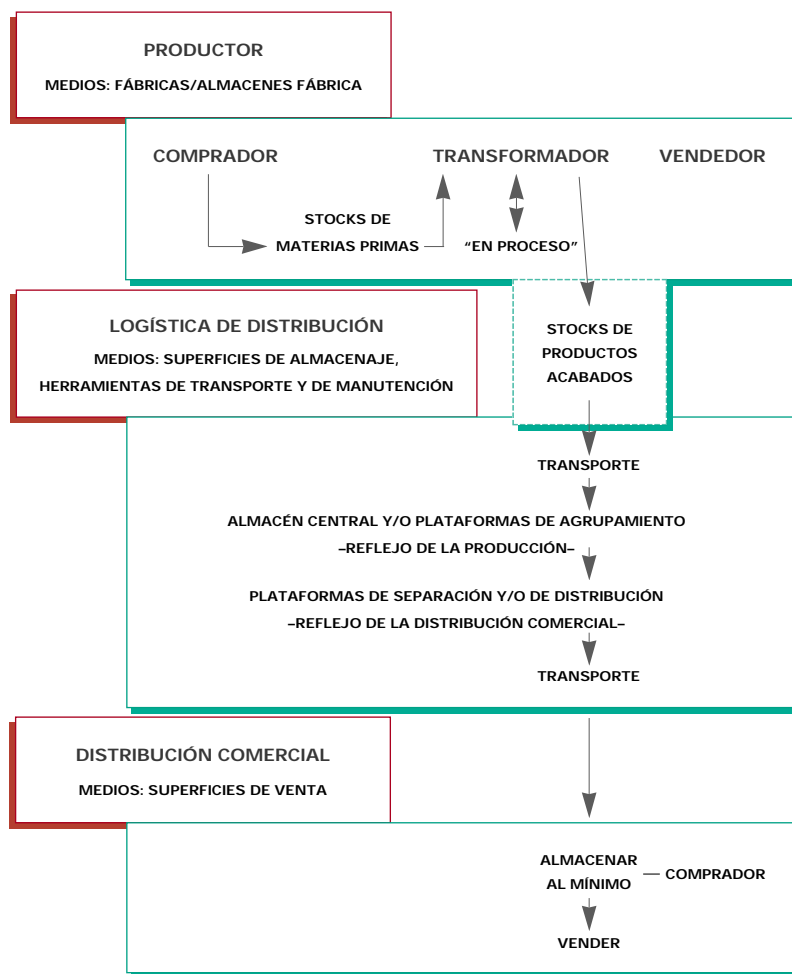 PRODUCTOR
MEDIOS: FÁBRICAS/ALMACENES FÁBRICA
COMPRADOR
TRANSFORMADOR
VENDEDOR
STOCKS DE
MATERIAS PRIMAS
“EN PROCESO”
LOGÍSTICA DE DISTRIBUCIÓN
MEDIOS: SUPERFICIES DE ALMACENAJE,
HERRAMIENTAS DE TRANSPORTE Y DE MANUTENCIÓN
STOCKS DE
PRODUCTOS
ACABADOS
TRANSPORTE
ALMACÉN CENTRAL Y/O PLATAFORMAS DE AGRUPAMIENTO
–REFLEJO DE LA PRODUCCIÓN–
PLATAFORMAS DE SEPARACIÓN Y/O DE DISTRIBUCIÓN
–REFLEJO DE LA DISTRIBUCIÓN COMERCIAL–
TRANSPORTE
DISTRIBUCIÓN COMERCIAL
MEDIOS: SUPERFICIES DE VENTA
ALMACENAR
AL MÍNIMO
— COMPRADOR
VENDER